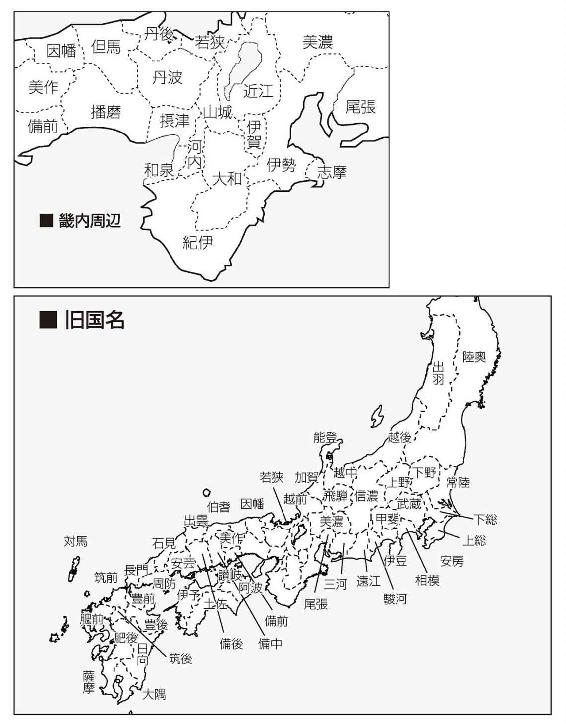 丹後
若狭
美濃
因幡
但馬
丹波
美作
近江
尾張
播磨
摂津
山城
備前
伊賀
河内
和泉
大和
伊勢
志摩
■ 畿内周辺
紀伊
■ 旧国名
陸奥
出羽
能登
越後
若狭
加賀
越中
上野
下野
常陸
伯耆
因幡
越前
飛騨
信濃
武蔵
出雲
美濃
甲斐
下総
対馬
石見
美作
上総
筑前
長門
安芸
讃岐
三河
遠江
伊豆
安房
周防
伊予
阿波
尾張
駿河
相模
豊前
土佐
備前
肥前
豊後
備後
備中
肥後
日向
筑後
薩摩
大隅